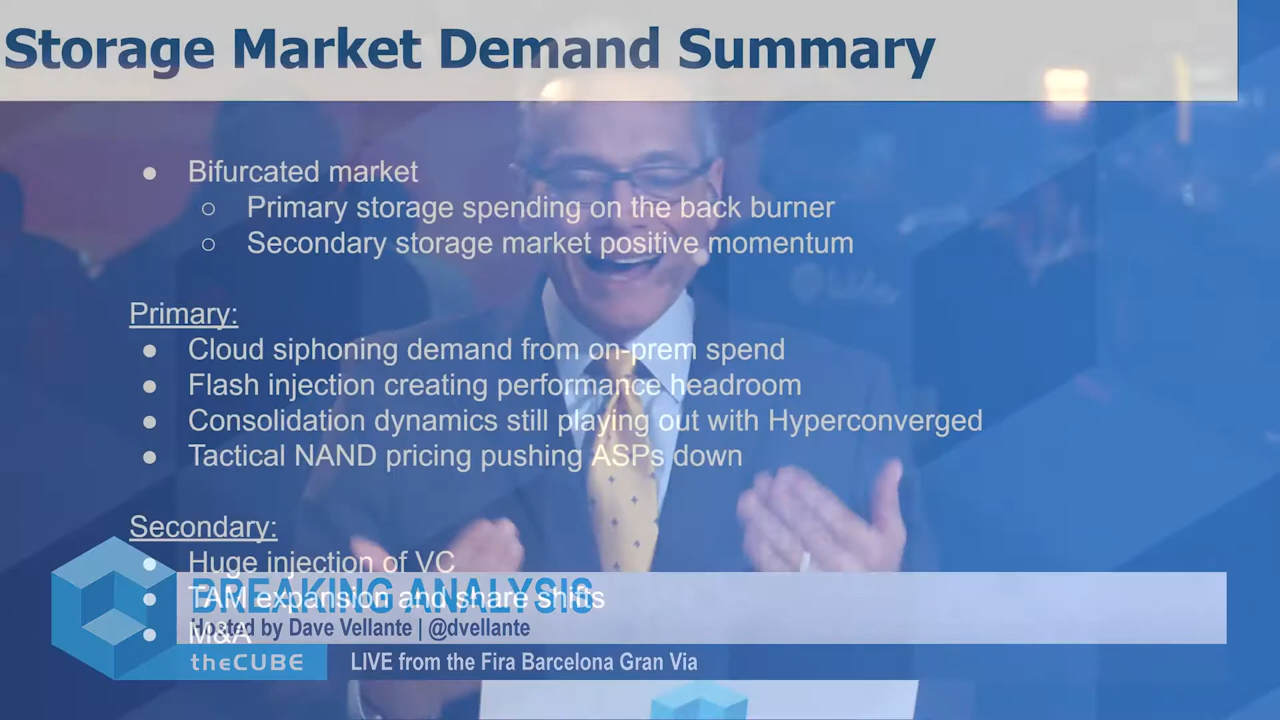 Storage Market Demand Summary
● Bifurcated market
○ Primary storage spending on the back burner
○ Secondary storage market positive momentum
Primary:
● Cloud siphoning demand from on-prem spend
● Flash injection creating performance headroom
● Consolidation dynamics still playing out with Hyperconverged
● Tactical NAND pricing pushing ASPs down
Secondary:
● Huge injection of VC
BREAKING ANALYSIS
● TAM expansion and share shifts
Hosted by Dave Vellante | @dvellante
● M&A
theCUBE
LIVE from the Fira Barcelona Gran Via